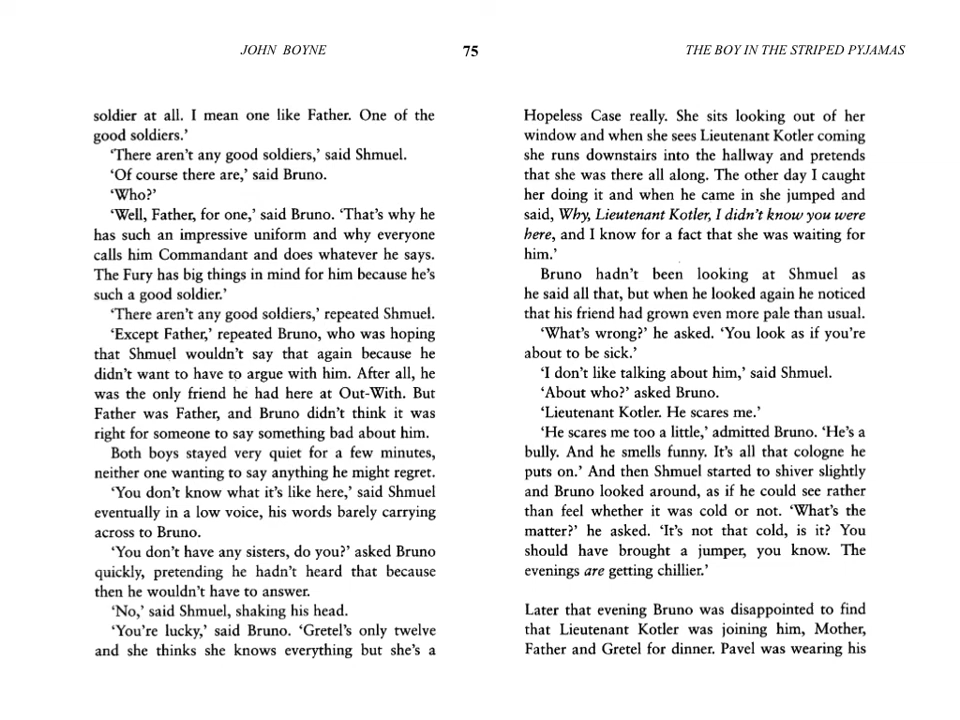 JOHN BOYNE
75
THE BOY IN THE STRIPED PYJAMAS
soldier at all. I mean one like Father. One of the
good soldiers.’
‘There aren’t any good soldiers,’ said Shmuel.
‘Of course there are,’ said Bruno.
‘Who?’
‘Well, Father, for one,’ said Bruno. ‘That’s why he
has such an impressive uniform and why everyone
calls him Commandant and does whatever he says.
The Fury has big things in mind for him because he’s
such a good soldier.’
‘There aren’t any good soldiers,’ repeated Shmuel.
‘Except Father,’ repeated Bruno, who was hoping
that Shmuel wouldn’t say that again because he
didn’t want to have to argue with him. After all, he
was the only friend he had here at Out-With. But
Father was Father, and Bruno didn’t think it was
right for someone to say something bad about him.
Both boys stayed very quiet for a few minutes,
neither one wanting to say anything he might regret.
‘You don’t know what it’s like here,’ said Shmuel
eventually in a low voice, his words barely carrying
across to Bruno.
‘You don’t have any sisters, do you?’ asked Bruno
quickly, pretending he hadn’t heard that because
then he wouldn’t have to answer.
‘No,’ said Shmuel, shaking his head.
‘You’re lucky,’ said Bruno. ‘Gretel’s only twelve
and she thinks she knows everything but she’s a
Hopeless Case really. She sits looking out of her
window and when she sees Lieutenant Kotler coming
she runs downstairs into the hallway and pretends
that she was there all along. The other day I caught
her doing it and when he came in she jumped and
said, Why, Lieutenant Kotler, I didn’t know you were
here, and I know for a fact that she was waiting for
him.’
Bruno hadn’t been looking at Shmuel as
he said all that, but when he looked again he noticed
that his friend had grown even more pale than usual.
‘What’s wrong?’ he asked. ‘You look as if you’re
about to be sick.’
‘I don’t like talking about him,’ said Shmuel.
‘About who?’ asked Bruno.
‘Lieutenant Kotler. He scares me.’
‘He scares me too a little,’ admitted Bruno. ‘He’s a
bully. And he smells funny. It’s all that cologne he
puts on.’ And then Shmuel started to shiver slightly
and Bruno looked around, as if he could see rather
than feel whether it was cold or not. ‘What’s the
matter?’ he asked. ‘It’s not that cold, is it? You
should have brought a jumper, you know. The
evenings are getting chillier.’
Later that evening Bruno was disappointed to find
that Lieutenant Kotler was joining him, Mother,
Father and Gretel for dinner. Pavel was wearing his